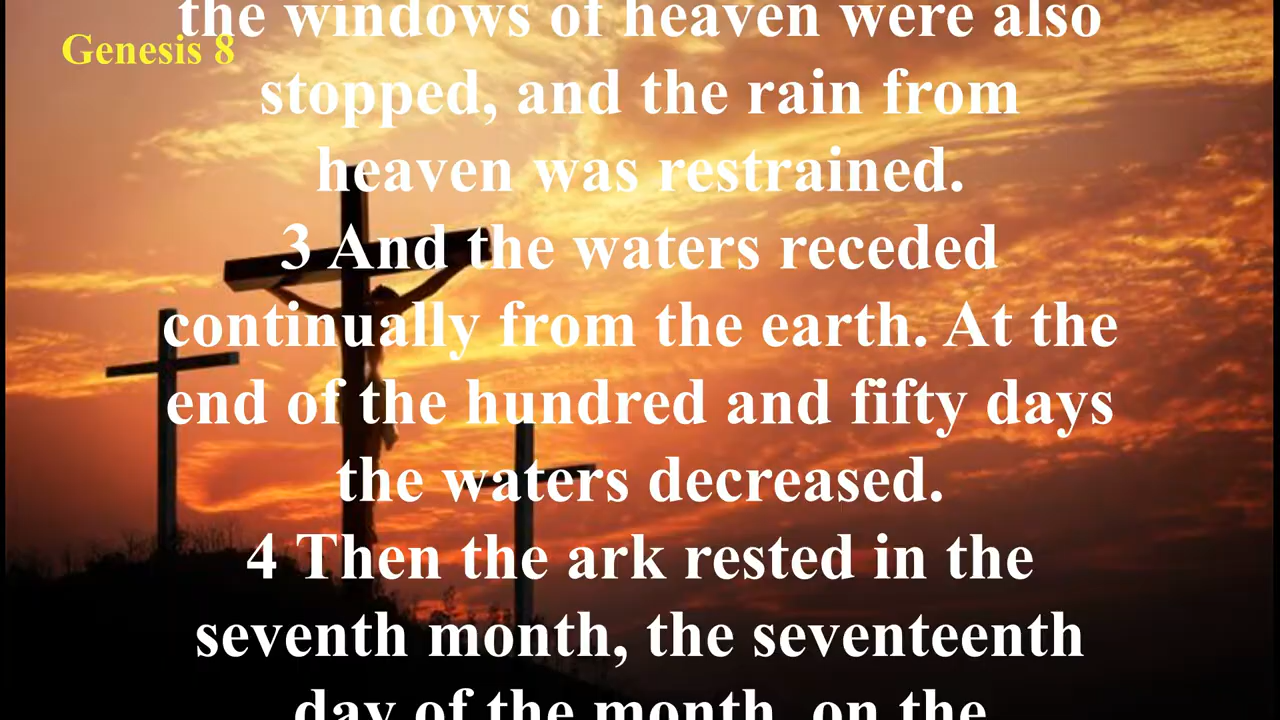 the windows of heaven were also
Genesis 8
stopped, and the rain from
heaven was restrained.
3 And the waters receded
continually from the earth. At the
end of the hundred and fifty days
the waters decreased.
4 Then the ark rested in the
seventh month, the seventeenth
day of the month, on the